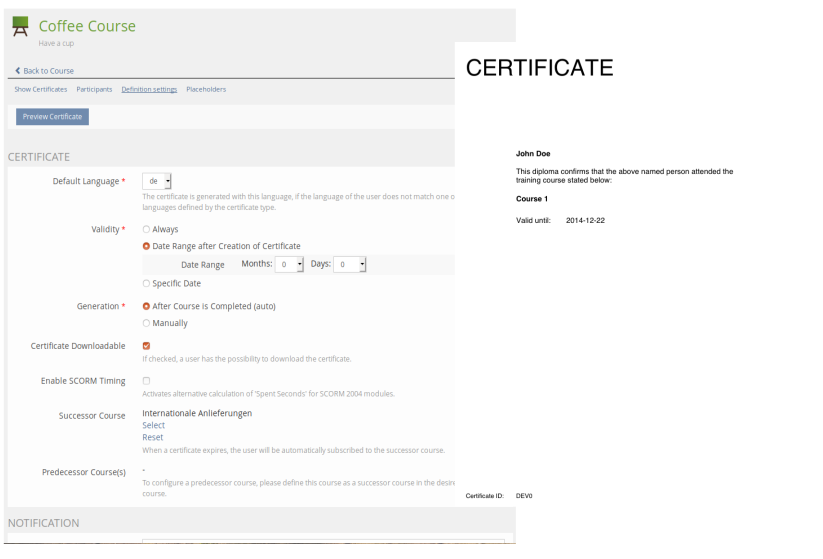 Coffee Course
Have a cup
Back to Course
Show Certificates Participants Definition settings Placeholders
Preview Certificate
CERTIFICATE
Default Language * de
The certificate is generated with this language, if the language of the user does not match one o
languages defined by the certificate type.
Validity * Always
Date Range after Creation of Certificate
Date Range Months: 0 Days: 0
Specific Date
Generation * After Course is Completed (auto)
Manually
Certificate Downloadable
If checked, a user has the possibility to download the certificate.
Enable SCORM Timing
Activates alternative calculation of 'Spent Seconds' for SCORM 2004 modules.
Successor Course Internationale Anlieferungen
Select
Reset
When a certificate expires, the user will be automatically subscribed to the successor course.
Predecessor Course(s) -
To configure a predecessor course, please define this course as a successor course in the desire
course.
NOTIFICATION
CERTIFICATE
John Doe
This diploma confirms that the above named person attended the
training course stated below:
Course 1
Valid until: 2014-12-22
Certificate ID: DEV0